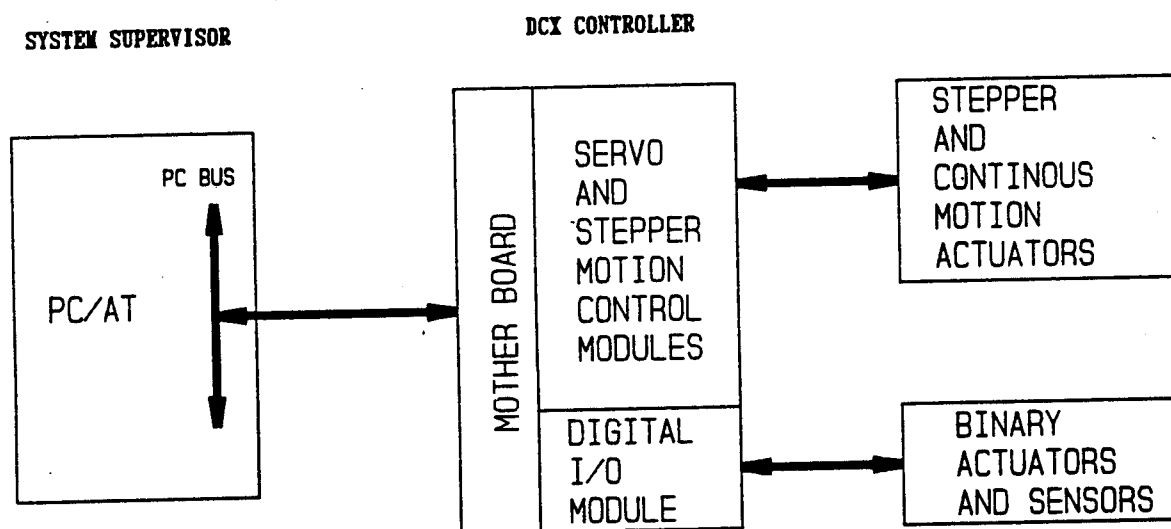 SYSTEM SUPERVISOR
DCX CONTROLLER
PC BUS
PC/AT
MOTHER BOARD
SERVO
AND
STEPPER
MOTION
CONTROL
MODULES
DIGITAL
I/O
MODULE
STEPPER
AND
CONTINOUS
MOTION
ACTUATORS
BINARY
ACTUATORS
AND SENSORS